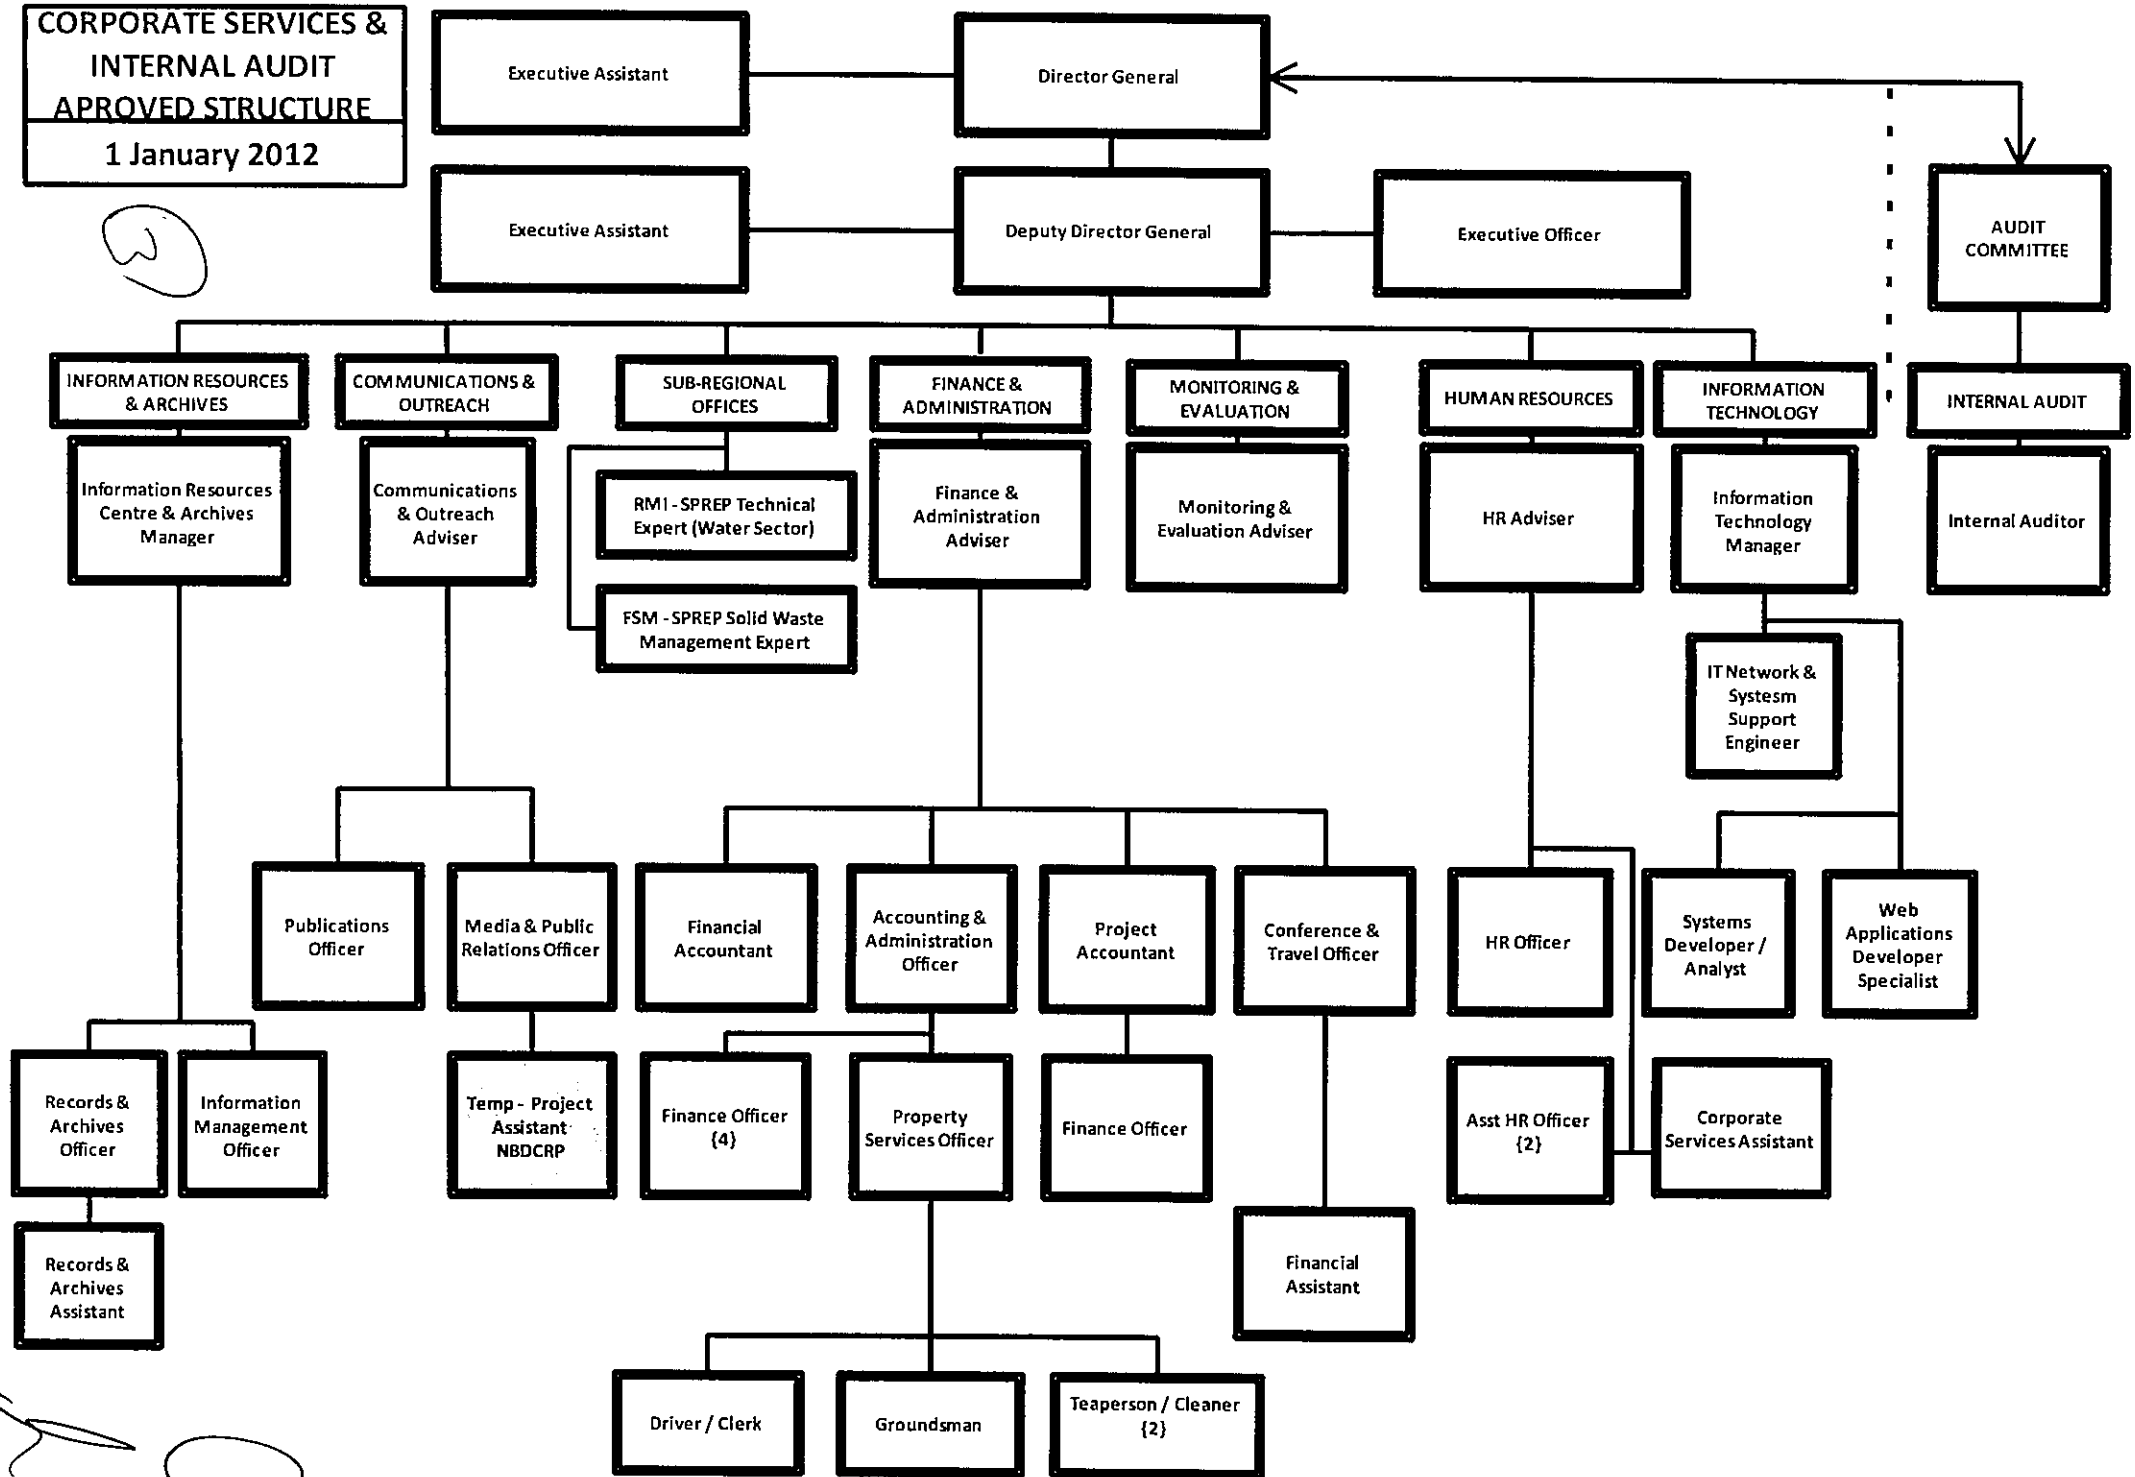 CORPORATE SERVICES &
INTERNAL AUDIT
APROVED STRUCTURE
1 January 2012
Executive Assistant
Director General
Executive Assistant
Deputy Director General
Executive Officer
AUDIT
COMMITTEE
INFORMATION RESOURCES
& ARCHIVES
COMMUNICATIONS &
OUTREACH
SUB-REGIONAL
OFFICES
FINANCE &
ADMINISTRATION
MONITORING &
EVALUATION
HUMAN RESOURCES
INFORMATION
TECHNOLOGY
INTERNAL AUDIT
Information Resources
Centre & Archives
Manager
Communications
& Outreach
Adviser
RMI - SPREP Technical
Expert (Water Sector)
FSM - SPREP Solid Waste
Management Expert
Finance &
Administration
Adviser
Monitoring &
Evaluation Adviser
HR Adviser
Information
Technology
Manager
Internal Auditor
IT Network &
Systesm
Support
Engineer
Publications
Officer
Media & Public
Relations Officer
Financial
Accountant
Accounting &
Administration
Officer
Project
Accountant
Conference &
Travel Officer
HR Officer
Systems
Developer /
Analyst
Web
Applications
Developer
Specialist
Records &
Archives
Officer
Information
Management
Officer
Temp - Project
Assistant
NBDCRP
Finance Officer
{4}
Property
Services Officer
Finance Officer
Asst HR Officer
{2}
Corporate
Services Assistant
Records &
Archives
Assistant
Financial
Assistant
Driver / Clerk
Groundsman
Teaperson / Cleaner
{2}